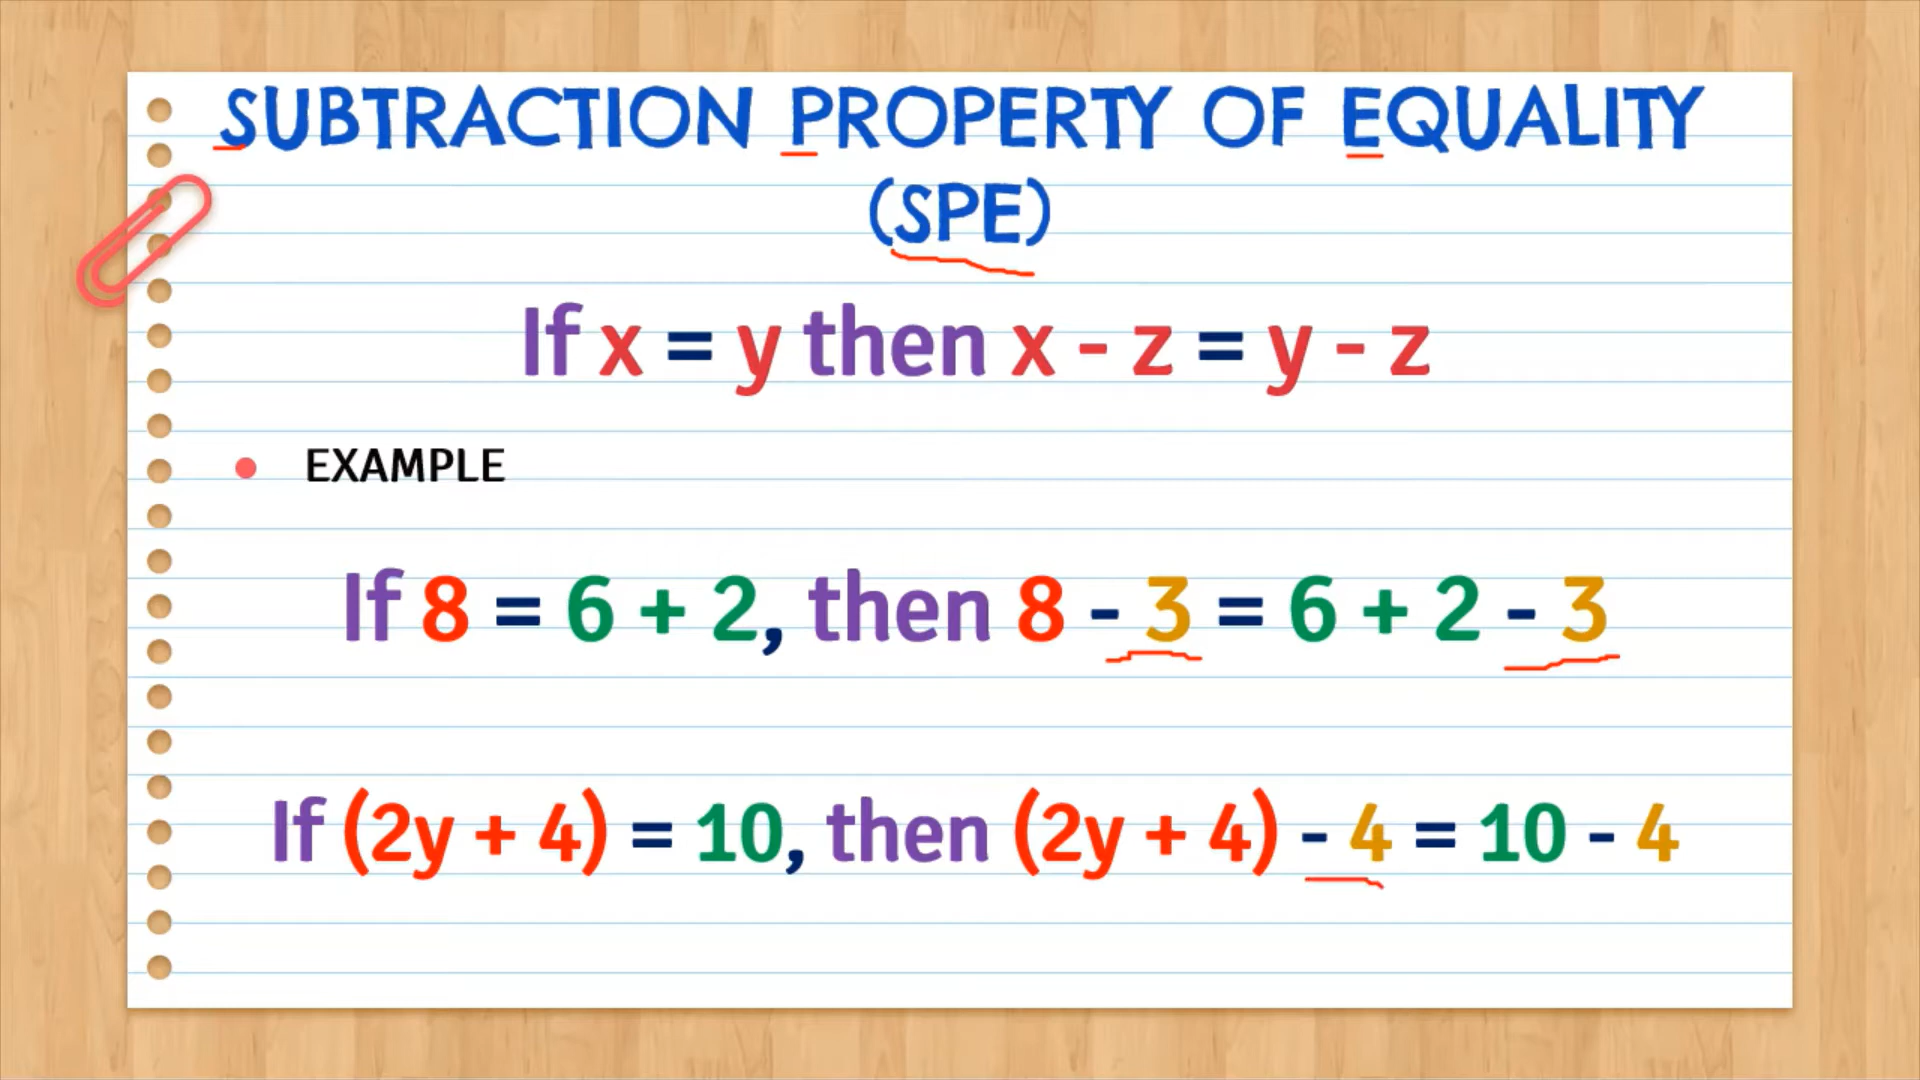 SUBTRACTION PROPERTY OF EQUALITY
(SPE)
If x = y then x - z = y - z
EXAMPLE
If 8 = 6 + 2, then 8 - 3 = 6 + 2 - 3
If (2y + 4) = 10, then (2y + 4) - 4 = 10 - 4